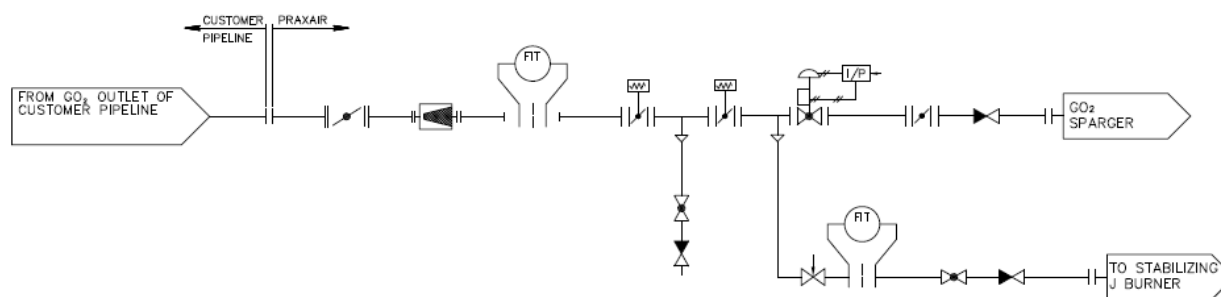 CUSTOMER PRAXAIR
PIPELINE
FIT
I/P
FROM GO₂ OUTLET OF
CUSTOMER PIPELINE
GO₂
SPARGER
FIT
TO STABILIZING
J BURNER